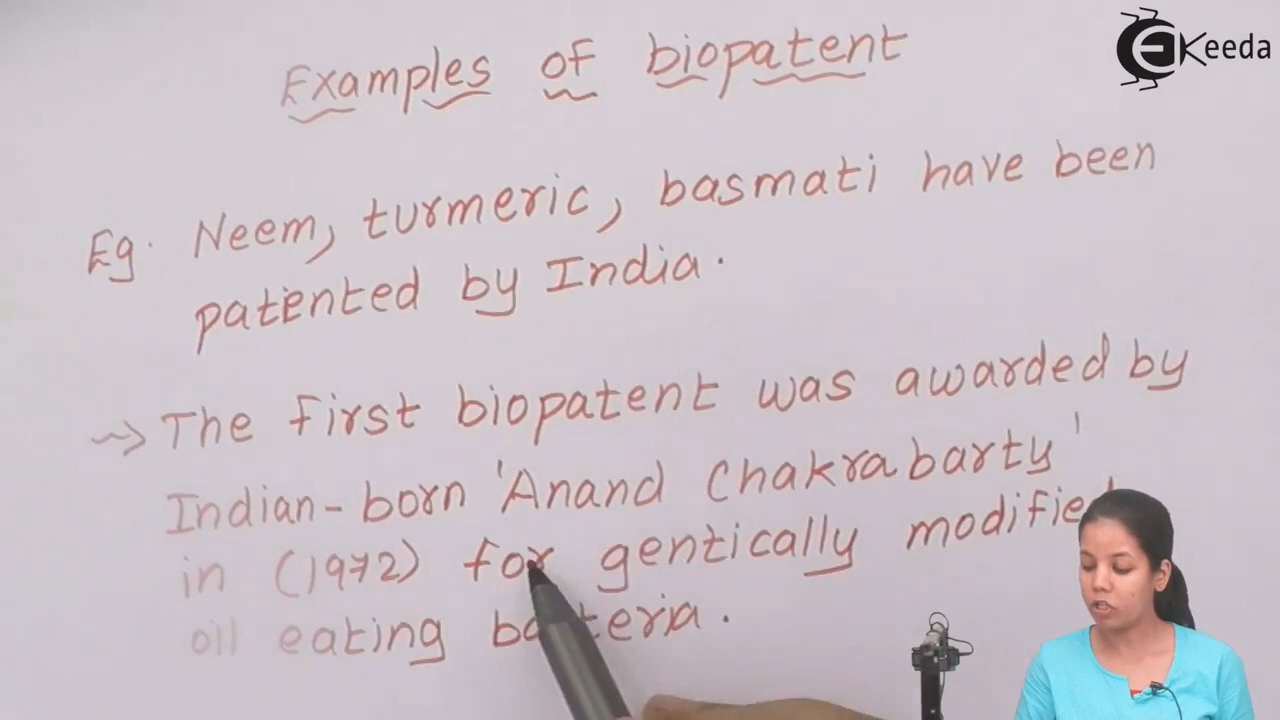 Examples of biopatent
EKeeda
Eg. Neem, turmeric, basmati have been
patented by India.
⇝ The first biopatent was awarded by
Indian-born 'Anand Chakrabarty'
in (1972) for gentically modified
oil eating bacteria.